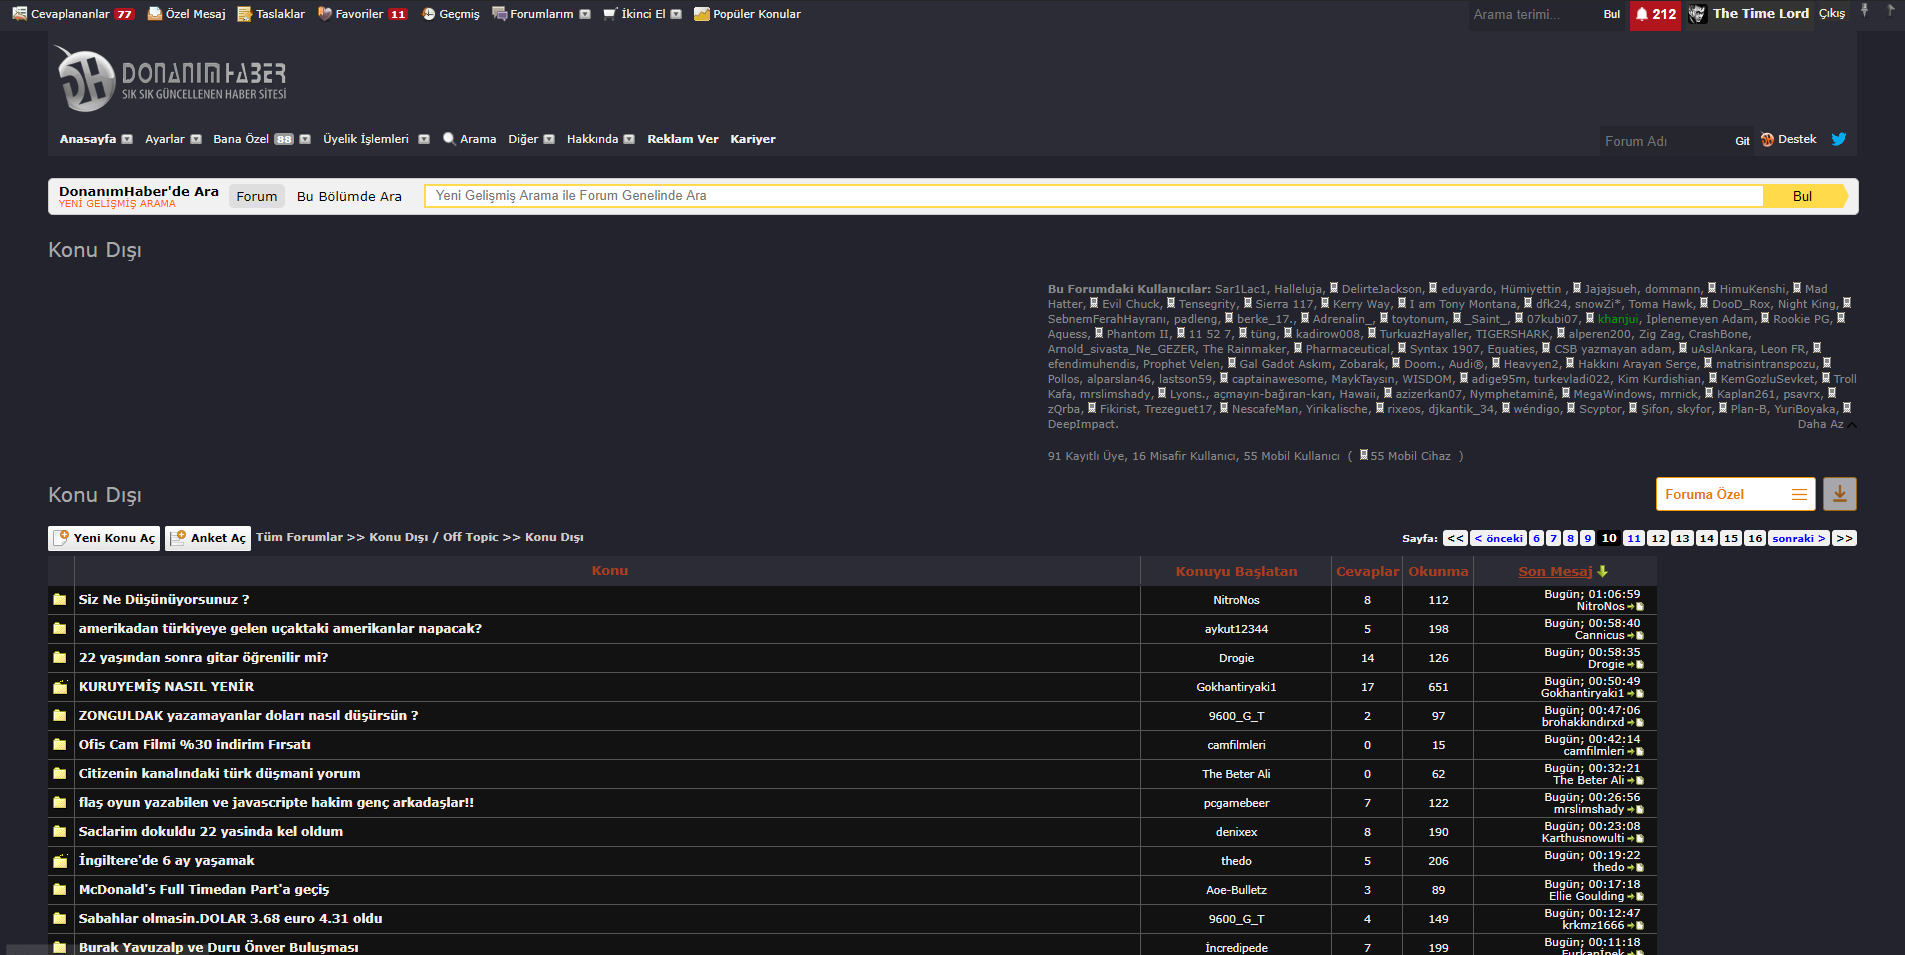 Cevaplananlar 77 Özel Mesaj Taslaklar Favoriler 11 Geçmiş Forumlarım İkinci El Popüler Konular Arama terimi... Bul 212 The Time Lord Çıkış
DONANIMHABER
SIK SIK GÜNCELLENEN HABER SİTESİ
Anasayfa Ayarlar Bana Özel 88 Üyelik İşlemleri Arama Diğer Hakkında Reklam Ver Kariyer Forum Adı Git Destek
DonanımHaber'de Ara Forum Bu Bölümde Ara Yeni Gelişmiş Arama ile Forum Genelinde Ara Bul
YENİ GELİŞMİŞ ARAMA
Konu Dışı
Bu Forumdaki Kullanıcılar: Sar1Lac1, Halleluja, DelirteJackson, eduyardo, Hümiyettin , Jajajsueh, dommann, HimuKenshi, Mad
Hatter, Evil Chuck, Tensegrity, Sierra 117, Kerry Way, I am Tony Montana, dfk24, snowZi*, Toma Hawk, DooD_Rox, Night King,
SebnemFerahHayranı, padleng, berke_17., Adrenalin_, toytonum, _Saint_, 07kubi07, khanjui, İplenemeyen Adam, Rookie PG,
Aquess, Phantom II, 11 52 7, tüng, kadirow008, TurkuazHayaller, TIGERSHARK, alperen200, Zig Zag, CrashBone,
Arnold_sivasta_Ne_GEZER, The Rainmaker, Pharmaceutical, Syntax 1907, Equaties, CSB yazmayan adam, uAslAnkara, Leon FR,
efendimuhendis, Prophet Velen, Gal Gadot Askım, Zobarak, Doom., Audi®, Heavyen2, Hakkını Arayan Serçe, matrisintranspozu,
Pollos, alparslan46, lastson59, captainawesome, MaykTaysın, WISDOM, adige95m, turkevladi022, Kim Kurdishian, KemGozluSevket, Troll
Kafa, mrslimshady, Lyons., açmayın-bağıran-karı, Hawaii, azizerkan07, Nymphetaminê, MegaWindows, mrnick, Kaplan261, psavrx,
zQrba, Fikirist, Trezeguet17, NescafeMan, Yirikalische, rixeos, djkantik_34, wéndigo, Scyptor, Şifon, skyfor, Plan-B, YuriBoyaka,
DeepImpact. Daha Az
91 Kayıtlı Üye, 16 Misafir Kullanıcı, 55 Mobil Kullanıcı ( 55 Mobil Cihaz )
Konu Dışı Foruma Özel
Yeni Konu Aç Anket Aç Tüm Forumlar >> Konu Dışı / Off Topic >> Konu Dışı Sayfa: << < önceki 6 7 8 9 10 11 12 13 14 15 16 sonraki > >>
Konu Konuyu Başlatan Cevaplar Okunma Son Mesaj
Siz Ne Düşünüyorsunuz ? NitroNos 8 112 Bugün; 01:06:59
NitroNos
amerikadan türkiyeye gelen uçaktaki amerikanlar napacak? aykut12344 5 198 Bugün; 00:58:40
Cannicus
22 yaşından sonra gitar öğrenilir mi? Drogie 14 126 Bugün; 00:58:35
Drogie
KURUYEMİŞ NASIL YENİR Gokhantiryaki1 17 651 Bugün; 00:50:49
Gokhantiryaki1
ZONGULDAK yazamayanlar doları nasıl düşürsün ? 9600_G_T 2 97 Bugün; 00:47:06
brohakkındırxd
Ofis Cam Filmi %30 indirim Fırsatı camfilmleri 0 15 Bugün; 00:42:14
camfilmleri
Citizenin kanalındaki türk düşmani yorum The Beter Ali 0 62 Bugün; 00:32:21
The Beter Ali
flaş oyun yazabilen ve javascripte hakim genç arkadaşlar!! pcgamebeer 7 122 Bugün; 00:26:56
mrslimshady
Saclarim dokuldu 22 yasinda kel oldum denixex 8 190 Bugün; 00:23:08
Karthusnowulti
İngiltere'de 6 ay yaşamak thedo 5 206 Bugün; 00:19:22
thedo
McDonald's Full Timedan Part'a geçiş Aoe-Bulletz 3 89 Bugün; 00:17:18
Ellie Goulding
Sabahlar olmasin.DOLAR 3.68 euro 4.31 oldu 9600_G_T 4 149 Bugün; 00:12:47
krkmz1666
Burak Yavuzalp ve Duru Önver Buluşması İncredipede 7 199 Bugün; 00:11:18
Furkanİpek